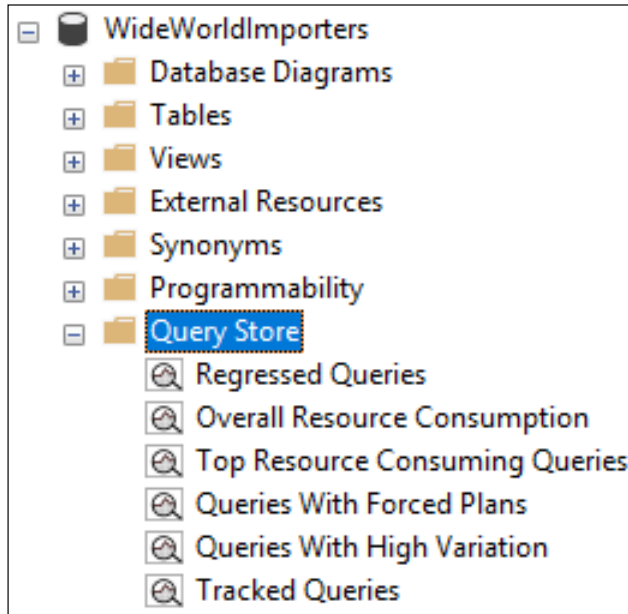 WideWorldImporters
Database Diagrams
Tables
Views
External Resources
Synonyms
Programmability
Query Store
Regressed Queries
Overall Resource Consumption
Top Resource Consuming Queries
Queries With Forced Plans
Queries With High Variation
Tracked Queries